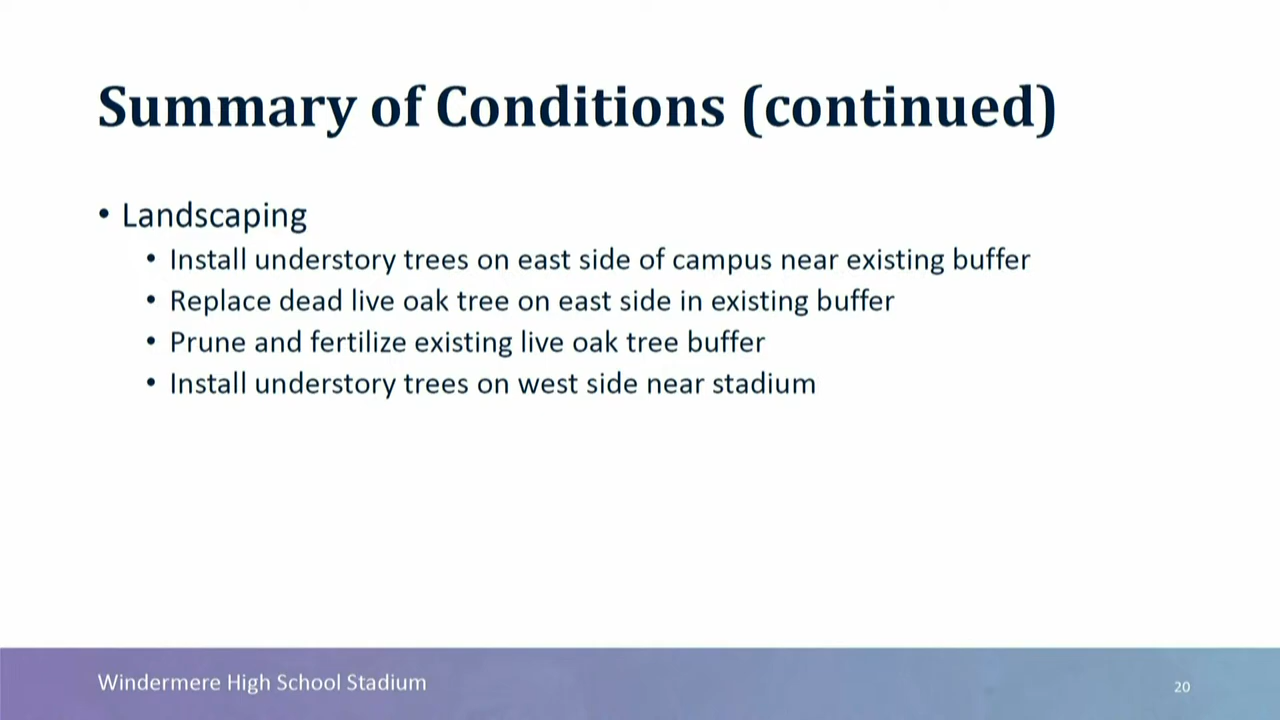 Summary of Conditions (continued)
• Landscaping
• Install understory trees on east side of campus near existing buffer
• Replace dead live oak tree on east side in existing buffer
• Prune and fertilize existing live oak tree buffer
• Install understory trees on west side near stadium
Windermere High School Stadium
20